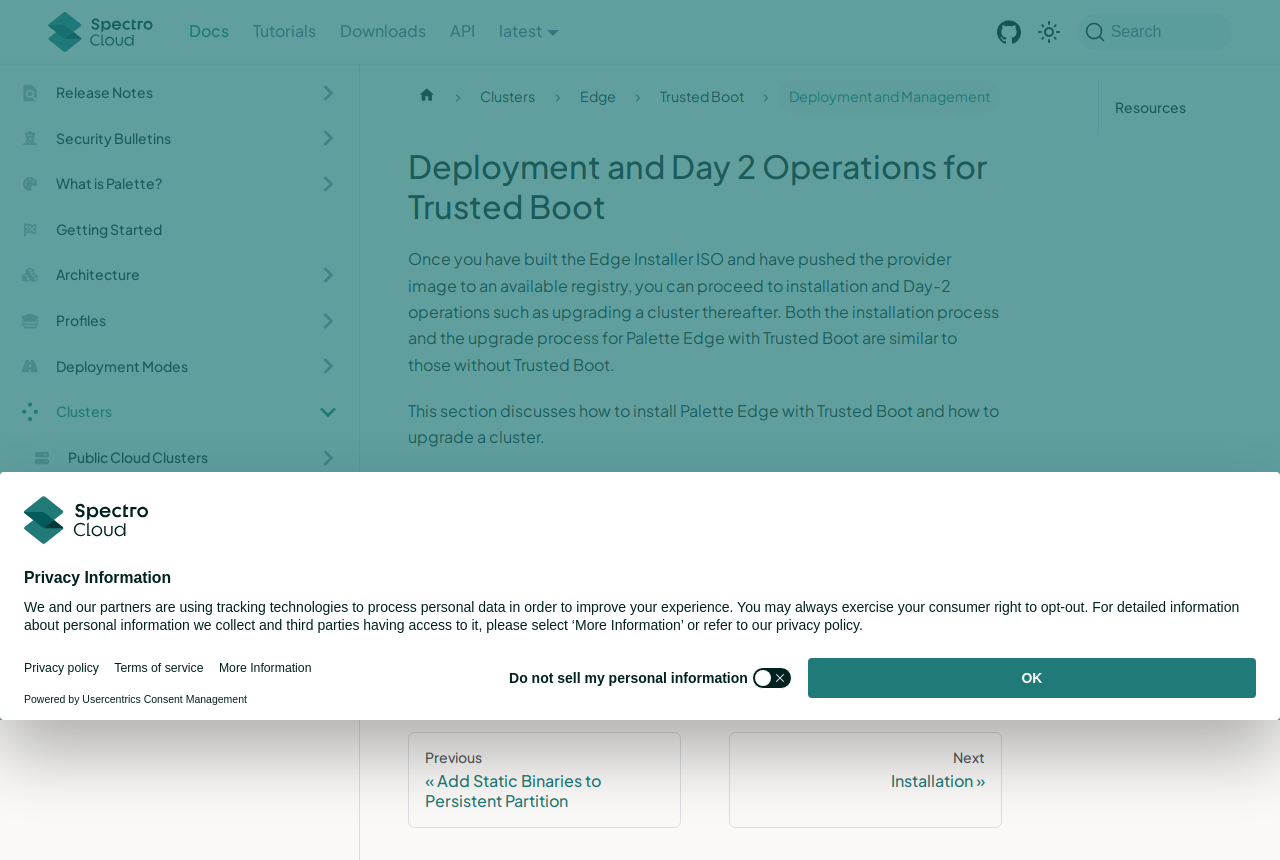 Spectro Cloud
Docs
Tutorials
Downloads
API
latest
Search
Release Notes
Security Bulletins
What is Palette?
Getting Started
Architecture
Profiles
Deployment Modes
Clusters
Public Cloud Clusters
Clusters
Edge
Trusted Boot
Deployment and Management
Resources
Deployment and Day 2 Operations for
Trusted Boot
Once you have built the Edge Installer ISO and have pushed the provider
image to an available registry, you can proceed to installation and Day-2
operations such as upgrading a cluster thereafter. Both the installation process
and the upgrade process for Palette Edge with Trusted Boot are similar to
those without Trusted Boot.
This section discusses how to install Palette Edge with Trusted Boot and how to
upgrade a cluster.
Spectro
Cloud
Privacy Information
We and our partners are using tracking technologies to process personal data in order to improve your experience. You may always exercise your consumer right to opt-out. For detailed information
about personal information we collect and third parties having access to it, please select ‘More Information’ or refer to our privacy policy.
Privacy policy
Terms of service
More Information
Powered by Usercentrics Consent Management
Do not sell my personal information
OK
Previous
« Add Static Binaries to
Persistent Partition
Next
Installation »